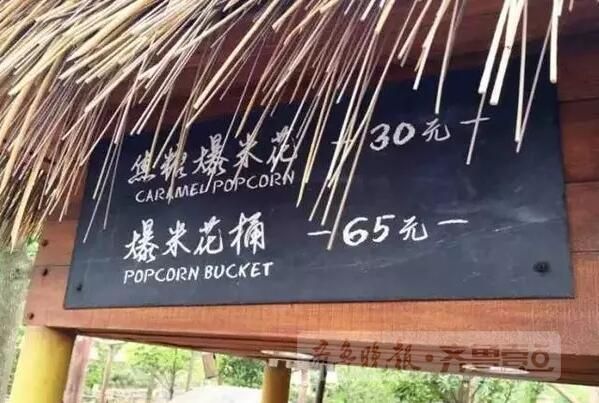 焦糖爆米花 -30元-
CARAMEL POPCORN
爆米花桶 -65元-
POPCORN BUCKET
齐鲁晚报·齐鲁壹点